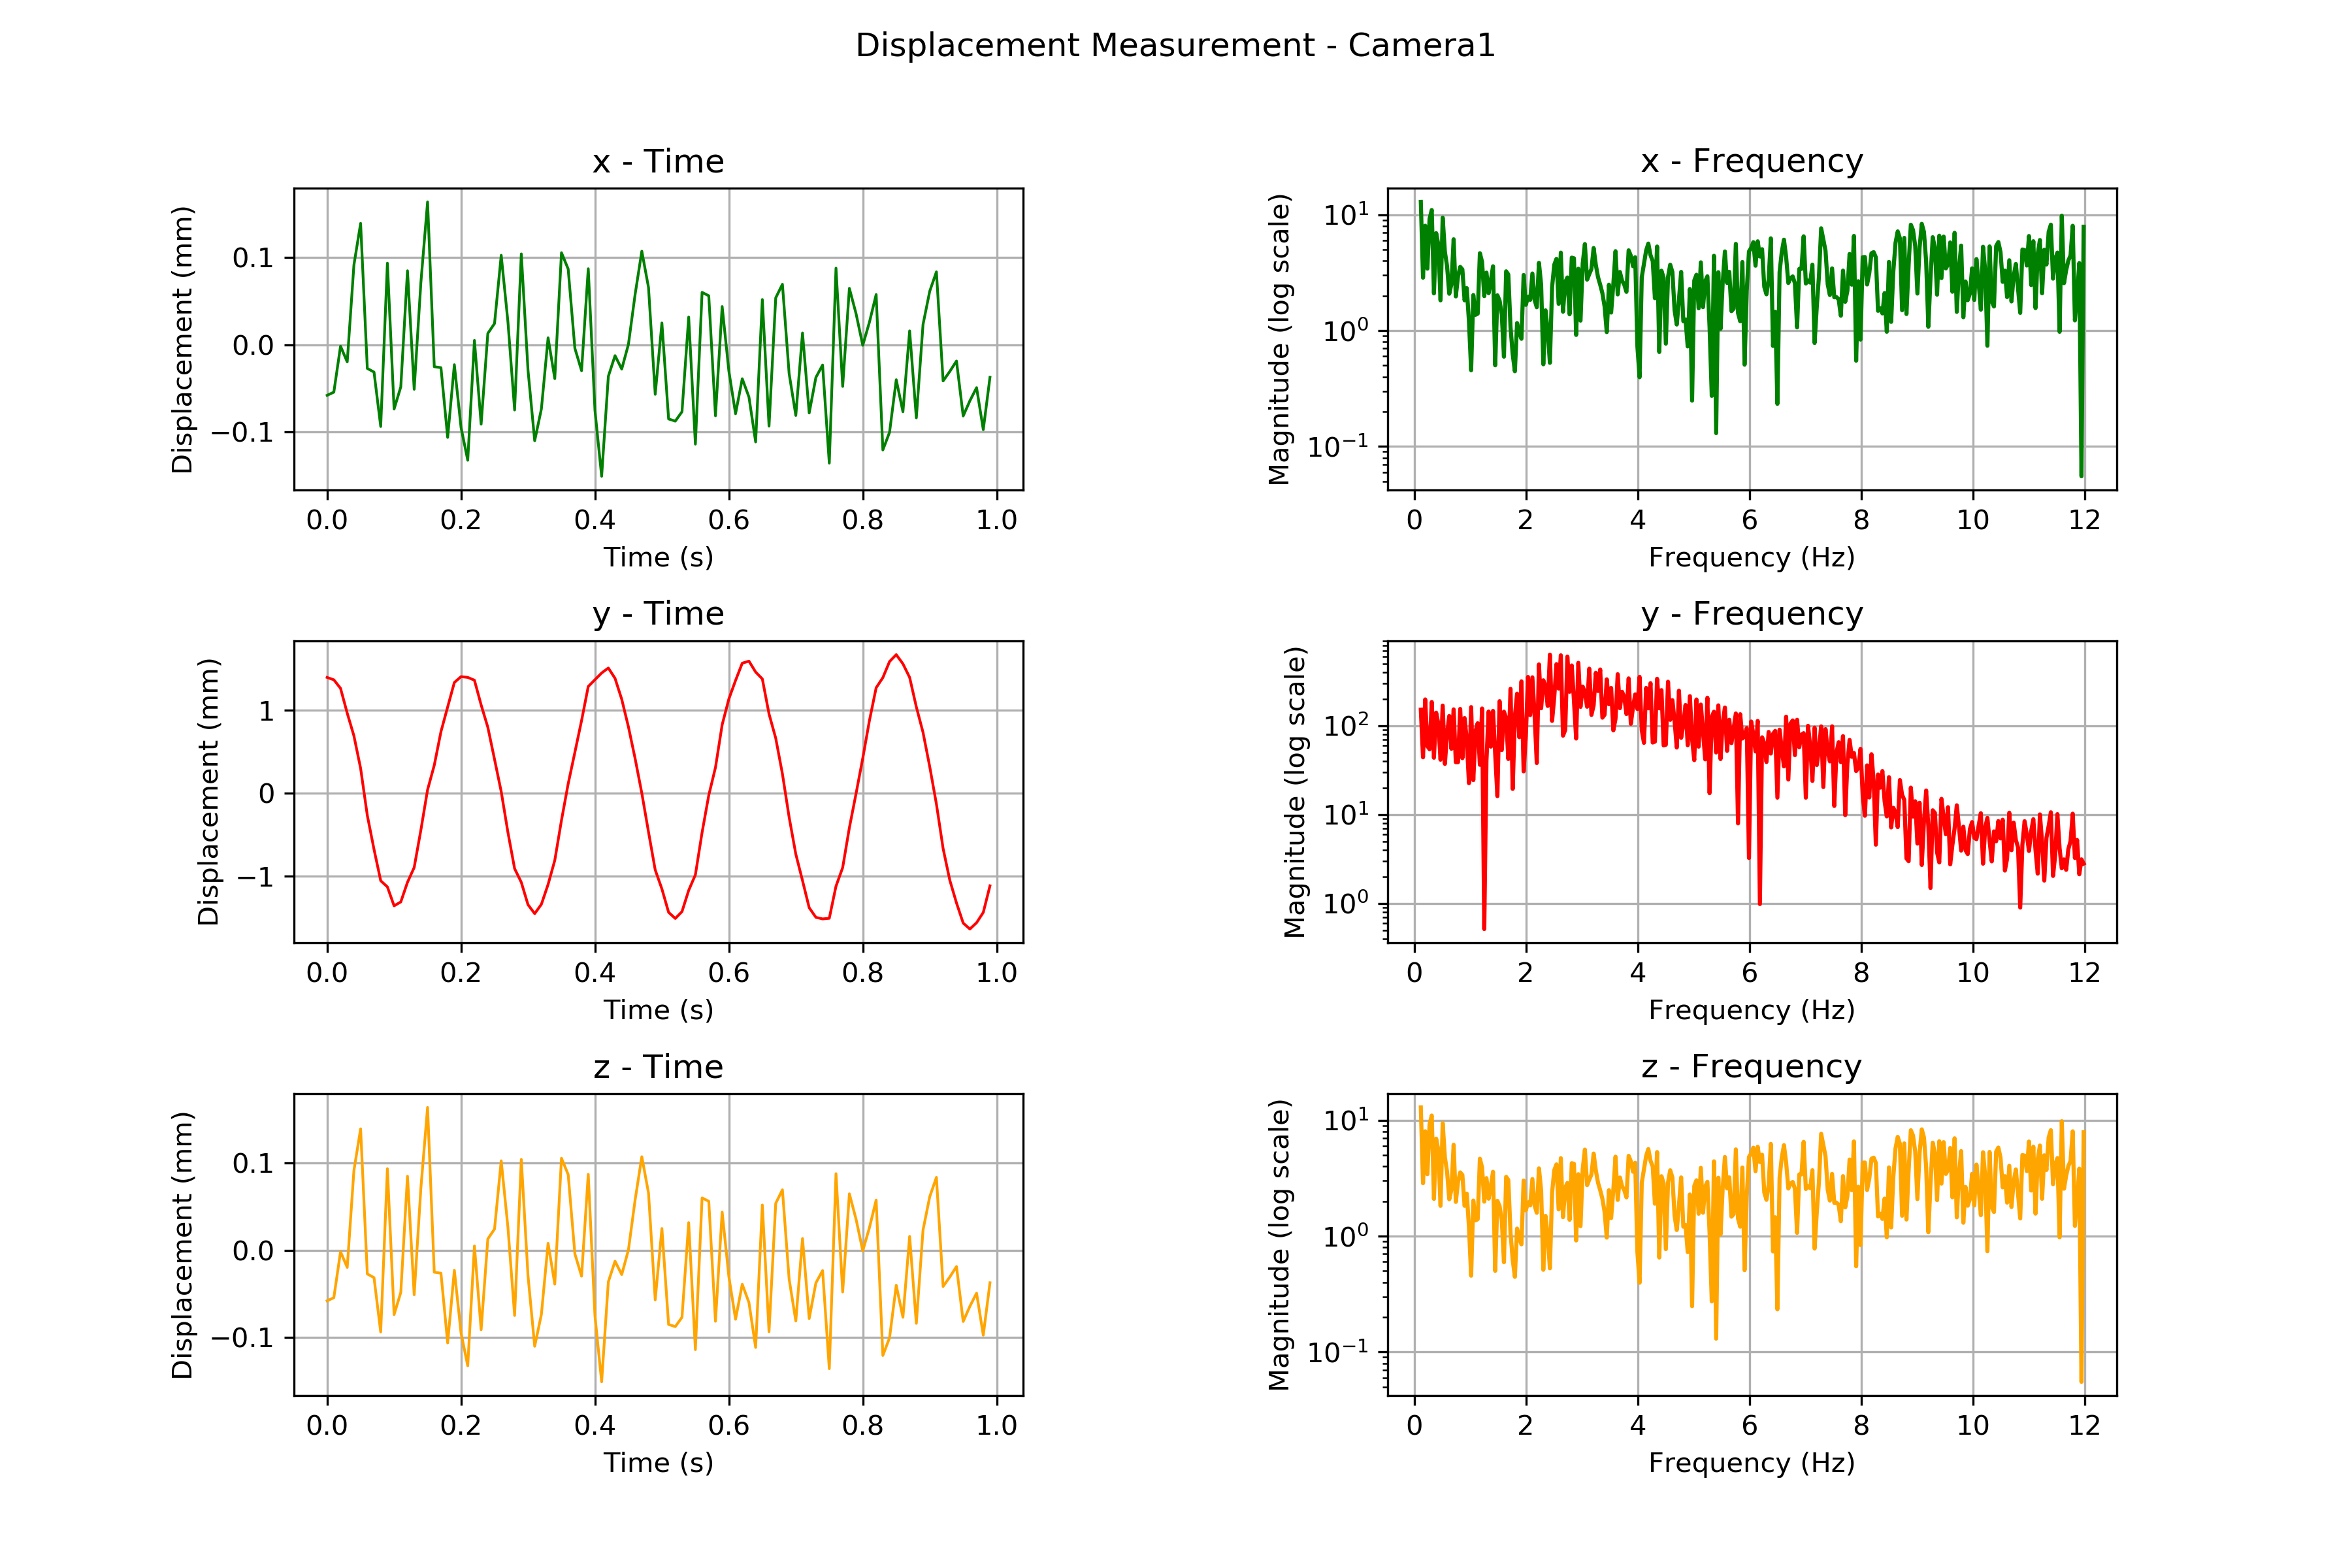 Displacement Measurement - Camera1
x - Time
Displacement (mm)
0.1
0.0
−0.1
0.0 0.2 0.4 0.6 0.8 1.0
Time (s)
x - Frequency
Magnitude (log scale)
10¹
10⁰
10⁻¹
0 2 4 6 8 10 12
Frequency (Hz)
y - Time
Displacement (mm)
1
0
−1
0.0 0.2 0.4 0.6 0.8 1.0
Time (s)
y - Frequency
Magnitude (log scale)
10²
10¹
10⁰
0 2 4 6 8 10 12
Frequency (Hz)
z - Time
Displacement (mm)
0.1
0.0
−0.1
0.0 0.2 0.4 0.6 0.8 1.0
Time (s)
z - Frequency
Magnitude (log scale)
10¹
10⁰
10⁻¹
0 2 4 6 8 10 12
Frequency (Hz)